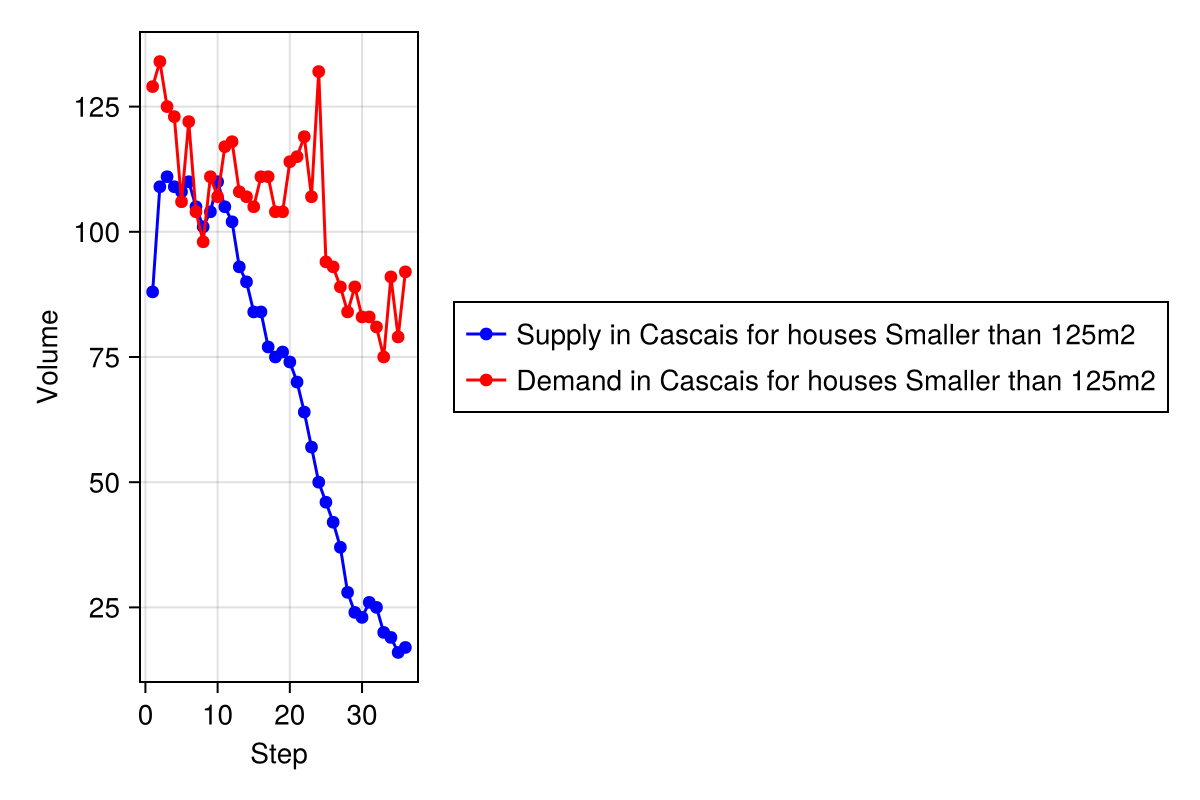 Volume
125
100
75
50
25
0 10 20 30
Step
Supply in Cascais for houses Smaller than 125m2
Demand in Cascais for houses Smaller than 125m2